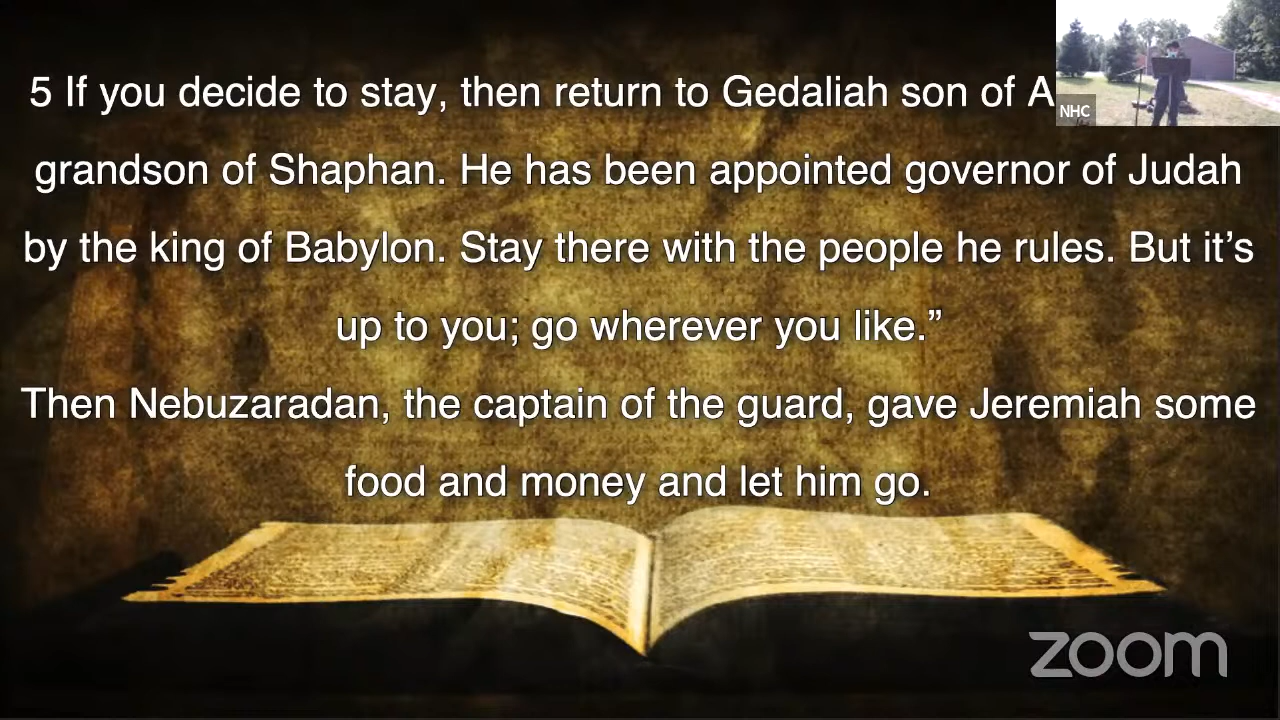 5 If you decide to stay, then return to Gedaliah son of A
NHC
grandson of Shaphan. He has been appointed governor of Judah
by the king of Babylon. Stay there with the people he rules. But it’s
up to you; go wherever you like.”
Then Nebuzaradan, the captain of the guard, gave Jeremiah some
food and money and let him go.
zoom